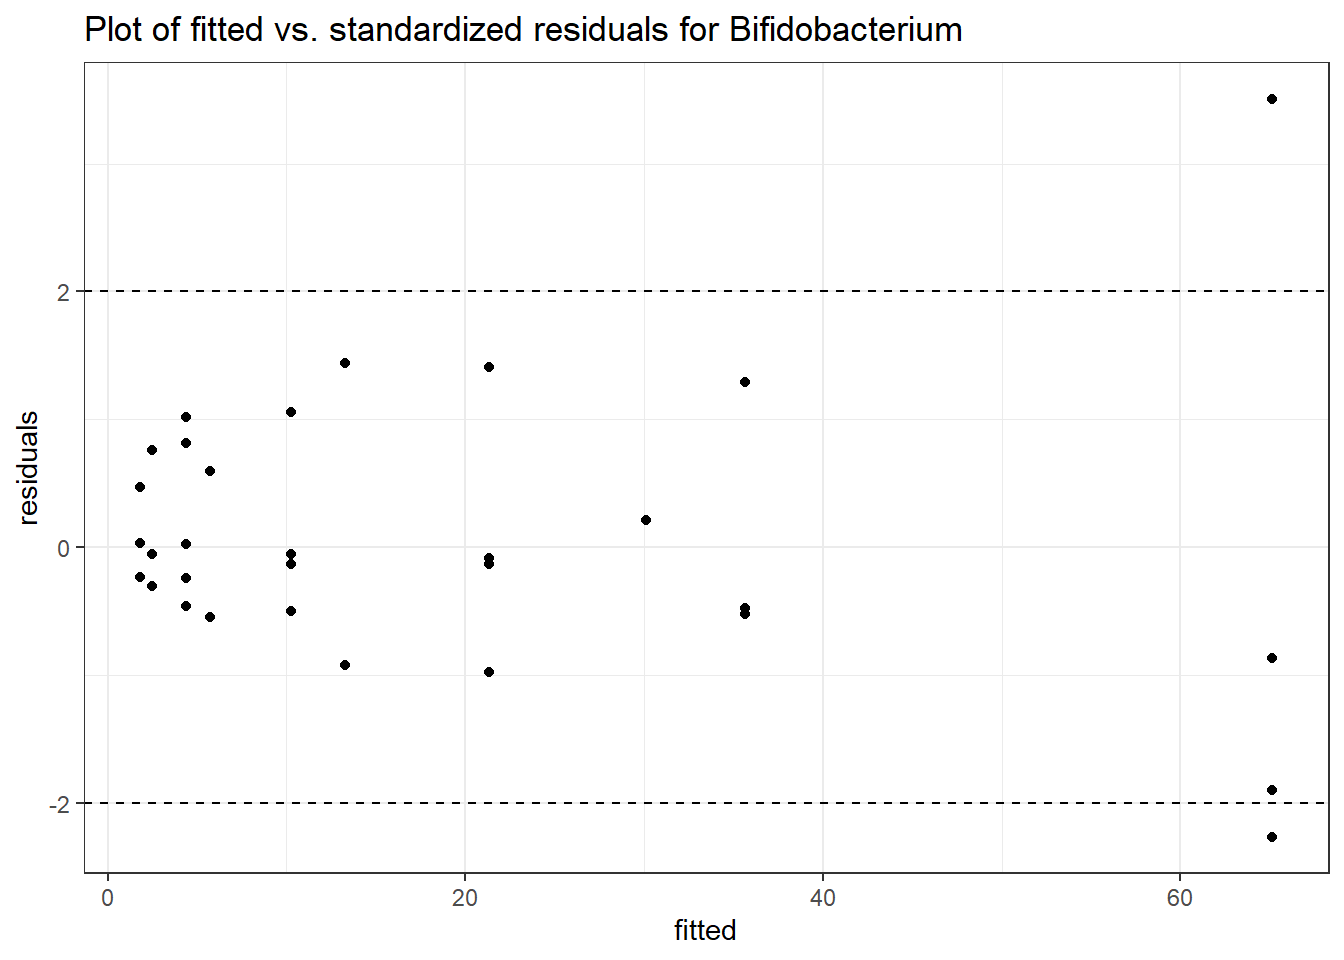 Plot of fitted vs. standardized residuals for Bifidobacterium
residuals
2
0
-2
0 20 40 60
fitted